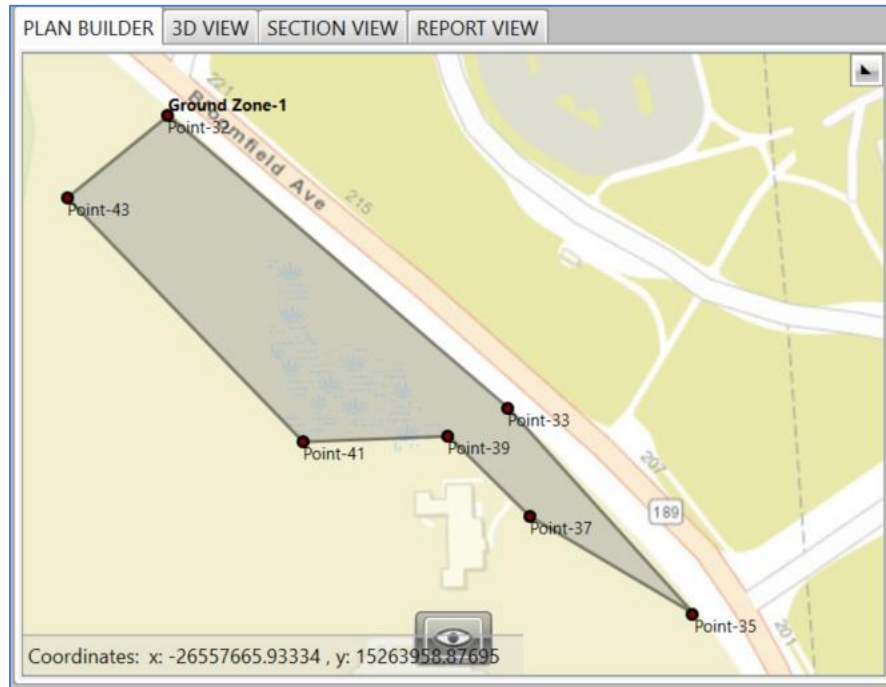 PLAN BUILDER 3D VIEW SECTION VIEW REPORT VIEW
221
Ground Zone-1
Point-32
Broomfield Ave
215
Point-43
Point-33
Point-41
Point-39
207
189
Point-37
Point-35
201
Coordinates: x: -26557665.93334 , y: 15263958.87695